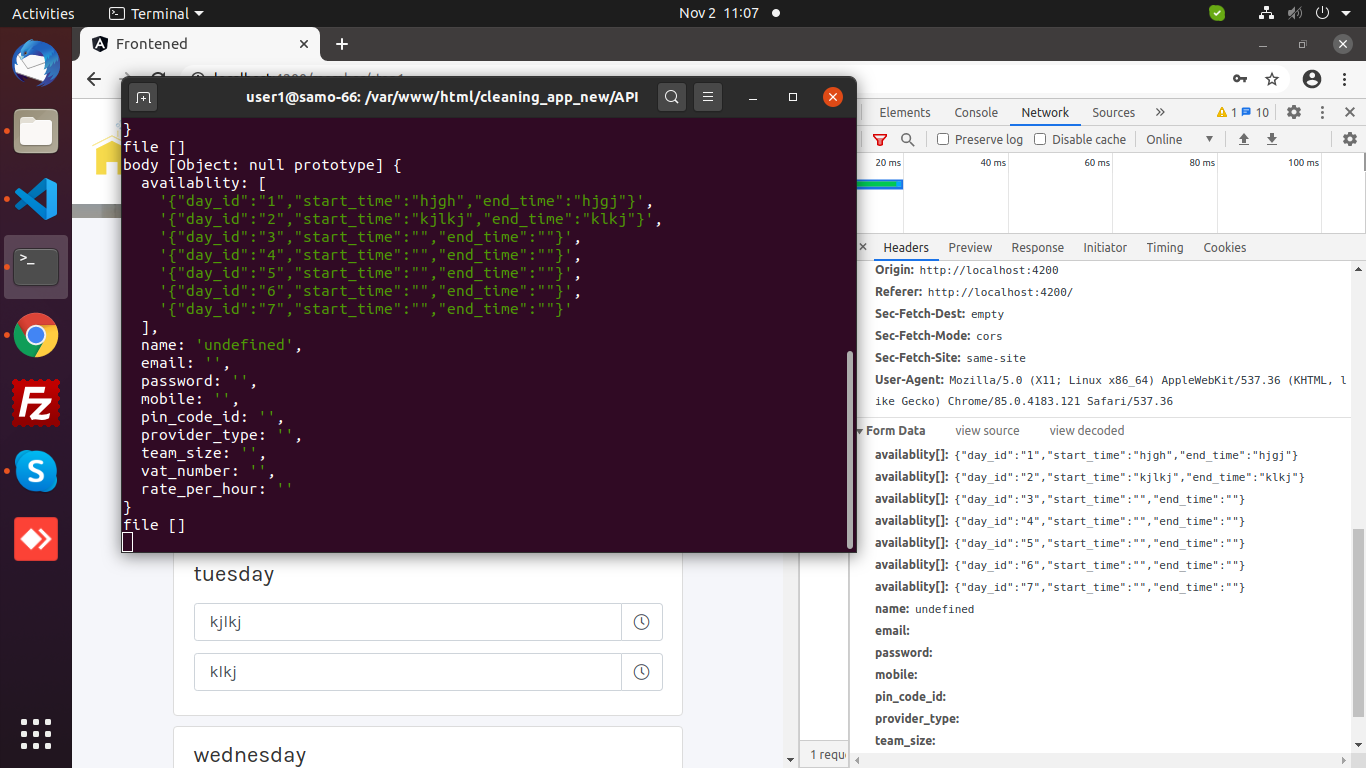 Activities
Terminal
Nov 2 11:07
Frontened
user1@samo-66: /var/www/html/cleaning_app_new/API
}
file []
body [Object: null prototype] {
availablity: [
'{"day_id":"1","start_time":"hjgh","end_time":"hjgj"}',
'{"day_id":"2","start_time":"kjlkj","end_time":"klkj"}',
'{"day_id":"3","start_time":"","end_time":""}',
'{"day_id":"4","start_time":"","end_time":""}',
'{"day_id":"5","start_time":"","end_time":""}',
'{"day_id":"6","start_time":"","end_time":""}',
'{"day_id":"7","start_time":"","end_time":""}'
],
name: 'undefined',
email: '',
password: '',
mobile: '',
pin_code_id: '',
provider_type: '',
team_size: '',
vat_number: '',
rate_per_hour: ''
}
file []
tuesday
kjlkj
klkj
wednesday
Elements Console Network Sources » 1 10
Preserve log Disable cache Online
20 ms 40 ms 60 ms 80 ms 100 ms
Headers Preview Response Initiator Timing Cookies
Origin: http://localhost:4200
Referer: http://localhost:4200/
Sec-Fetch-Dest: empty
Sec-Fetch-Mode: cors
Sec-Fetch-Site: same-site
User-Agent: Mozilla/5.0 (X11; Linux x86_64) AppleWebKit/537.36 (KHTML, l
ike Gecko) Chrome/85.0.4183.121 Safari/537.36
Form Data view source view decoded
availablity[]: {"day_id":"1","start_time":"hjgh","end_time":"hjgj"}
availablity[]: {"day_id":"2","start_time":"kjlkj","end_time":"klkj"}
availablity[]: {"day_id":"3","start_time":"","end_time":""}
availablity[]: {"day_id":"4","start_time":"","end_time":""}
availablity[]: {"day_id":"5","start_time":"","end_time":""}
availablity[]: {"day_id":"6","start_time":"","end_time":""}
availablity[]: {"day_id":"7","start_time":"","end_time":""}
name: undefined
email:
password:
mobile:
pin_code_id:
provider_type:
team_size:
1 requ